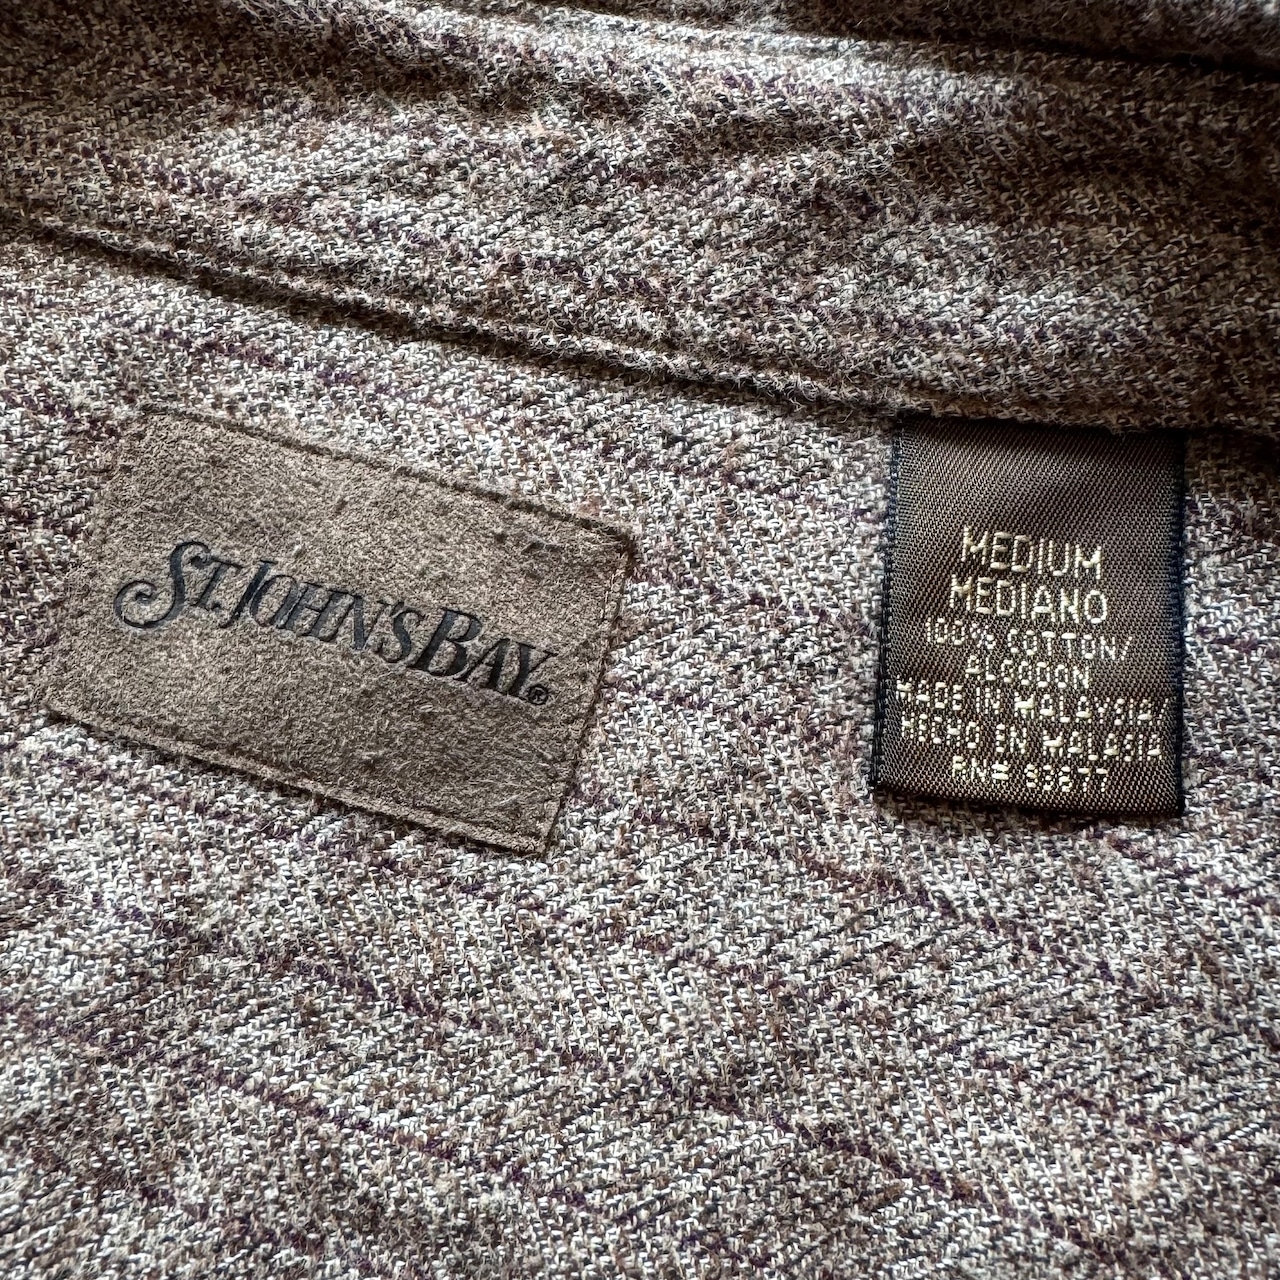 St. John's Bay®
MEDIUM
MEDIANO
100% COTTON/
ALGODON
MADE IN MALAYSIA/
HECHO EN MALASIA
RN# 93677